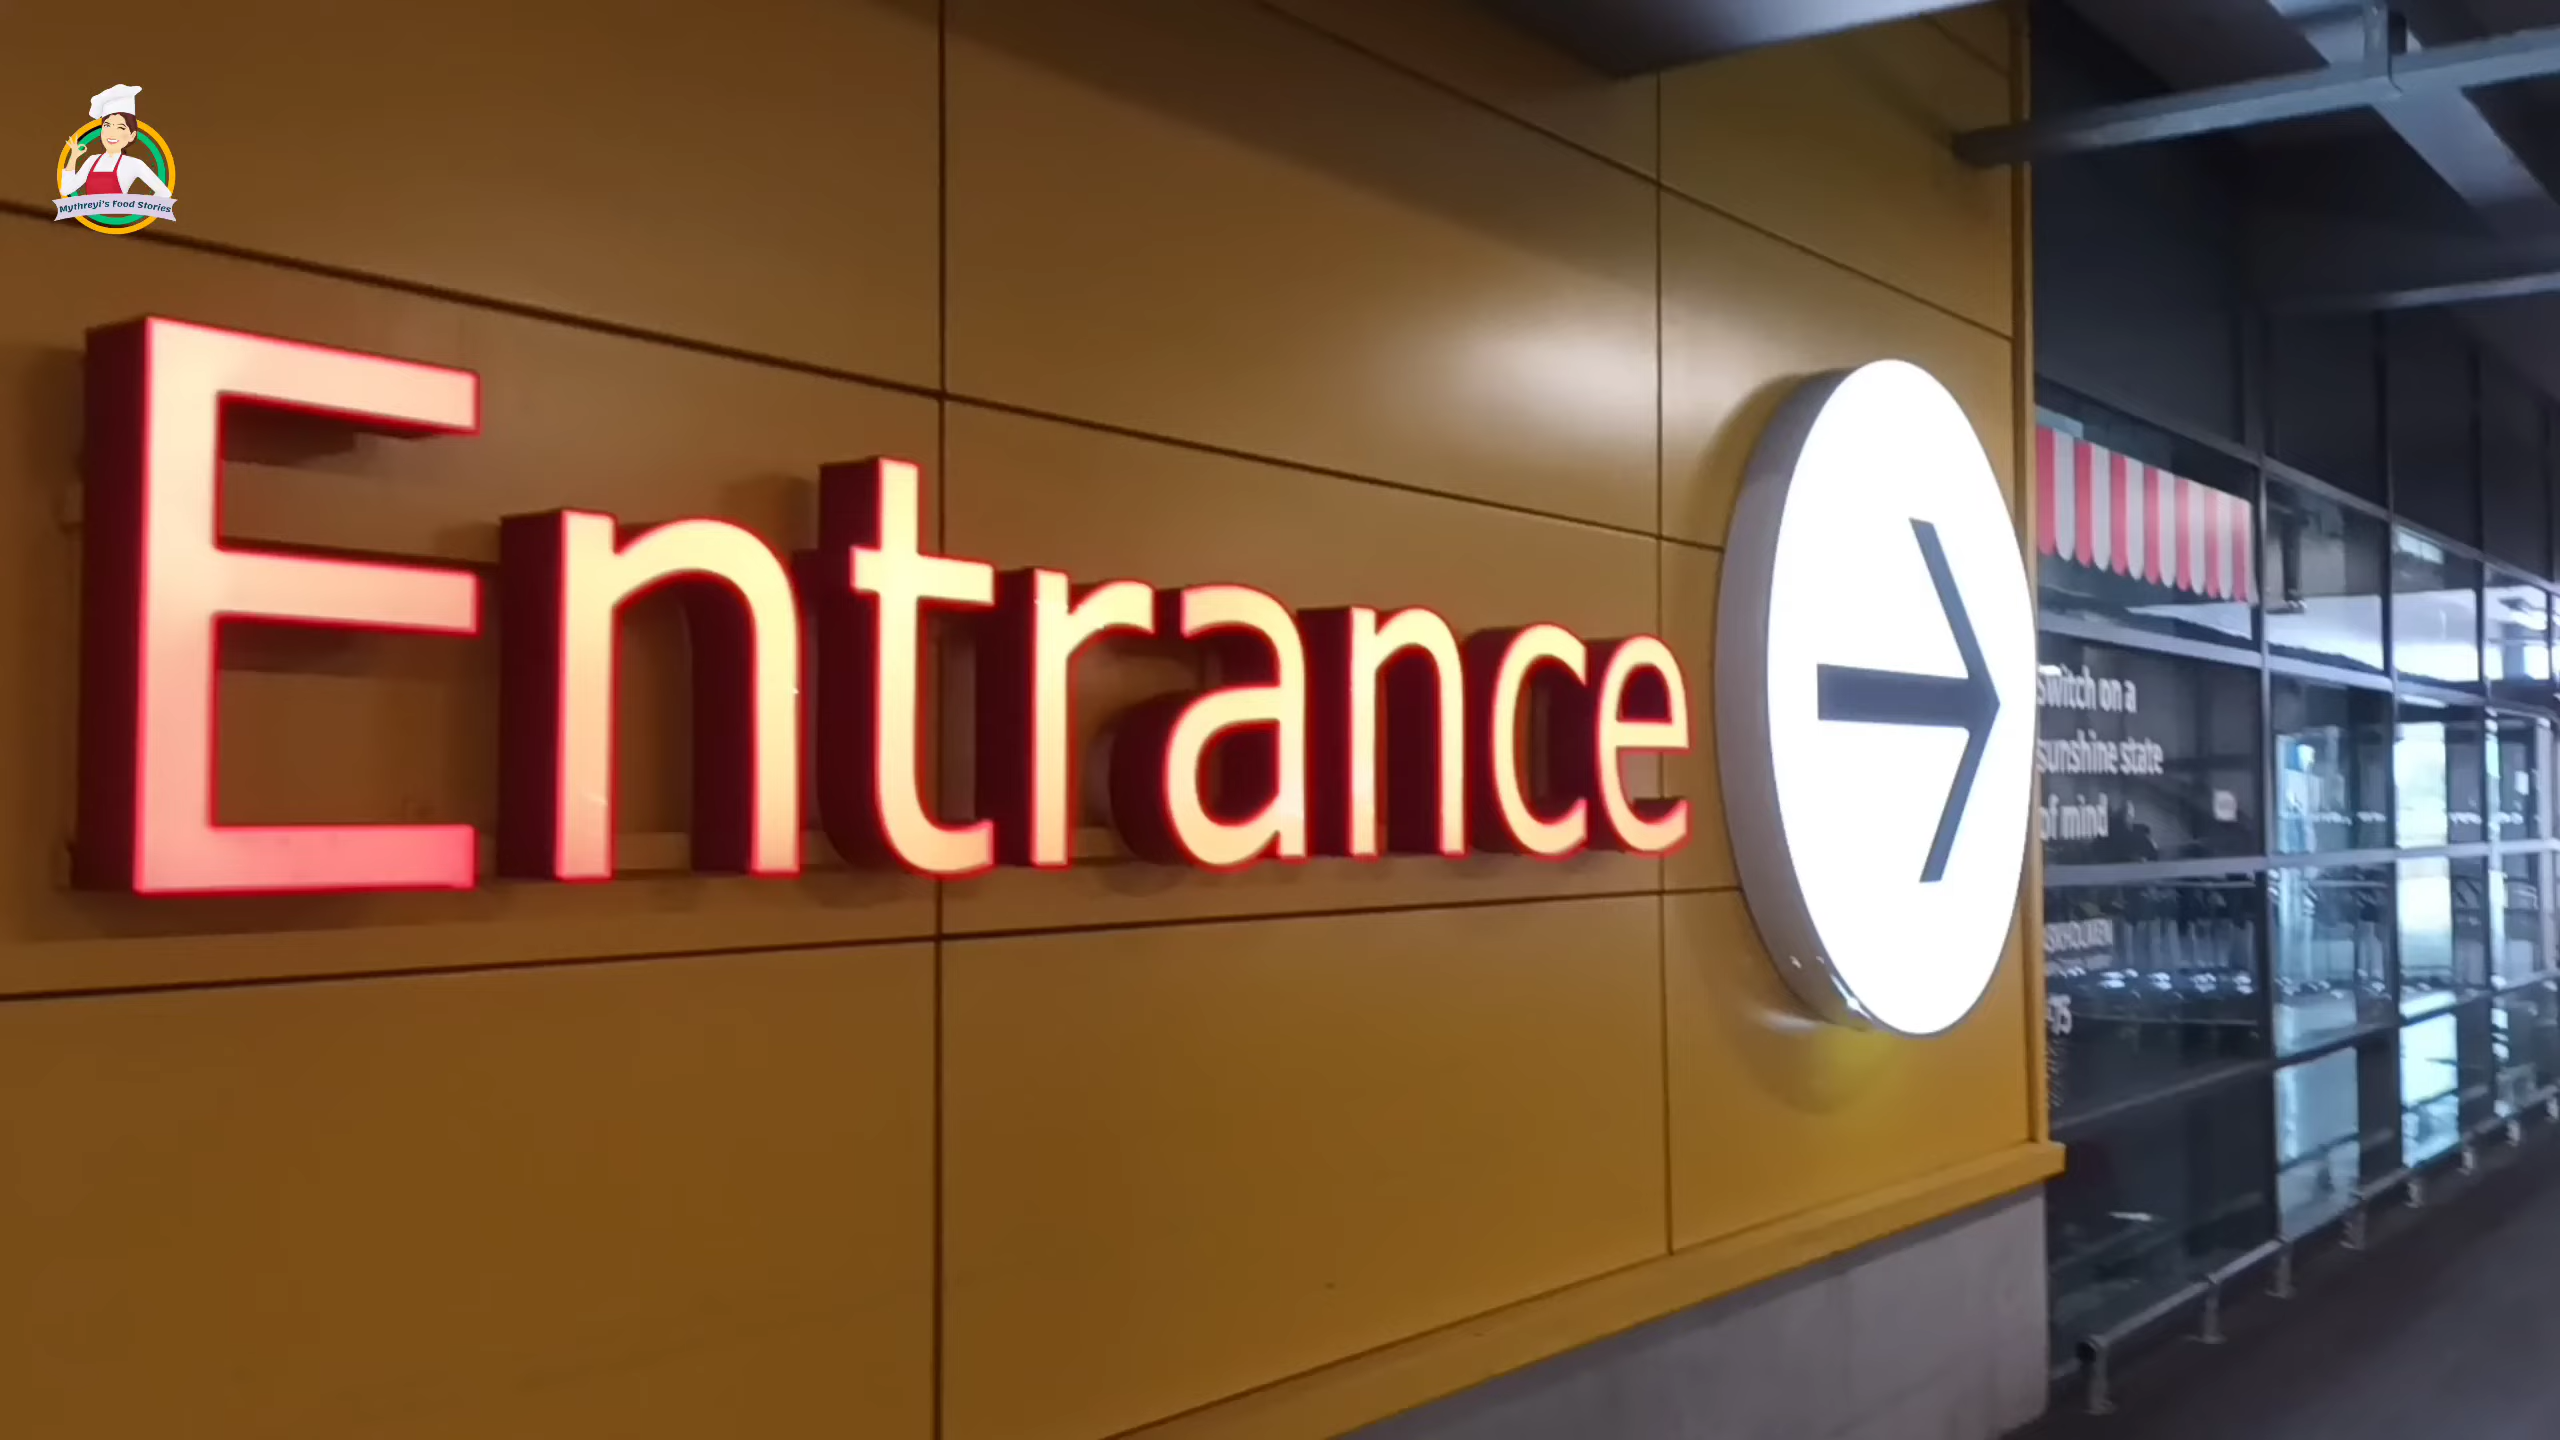 Mythreyi's Food Stories
Entrance
switch on a
sunshine state
of mind